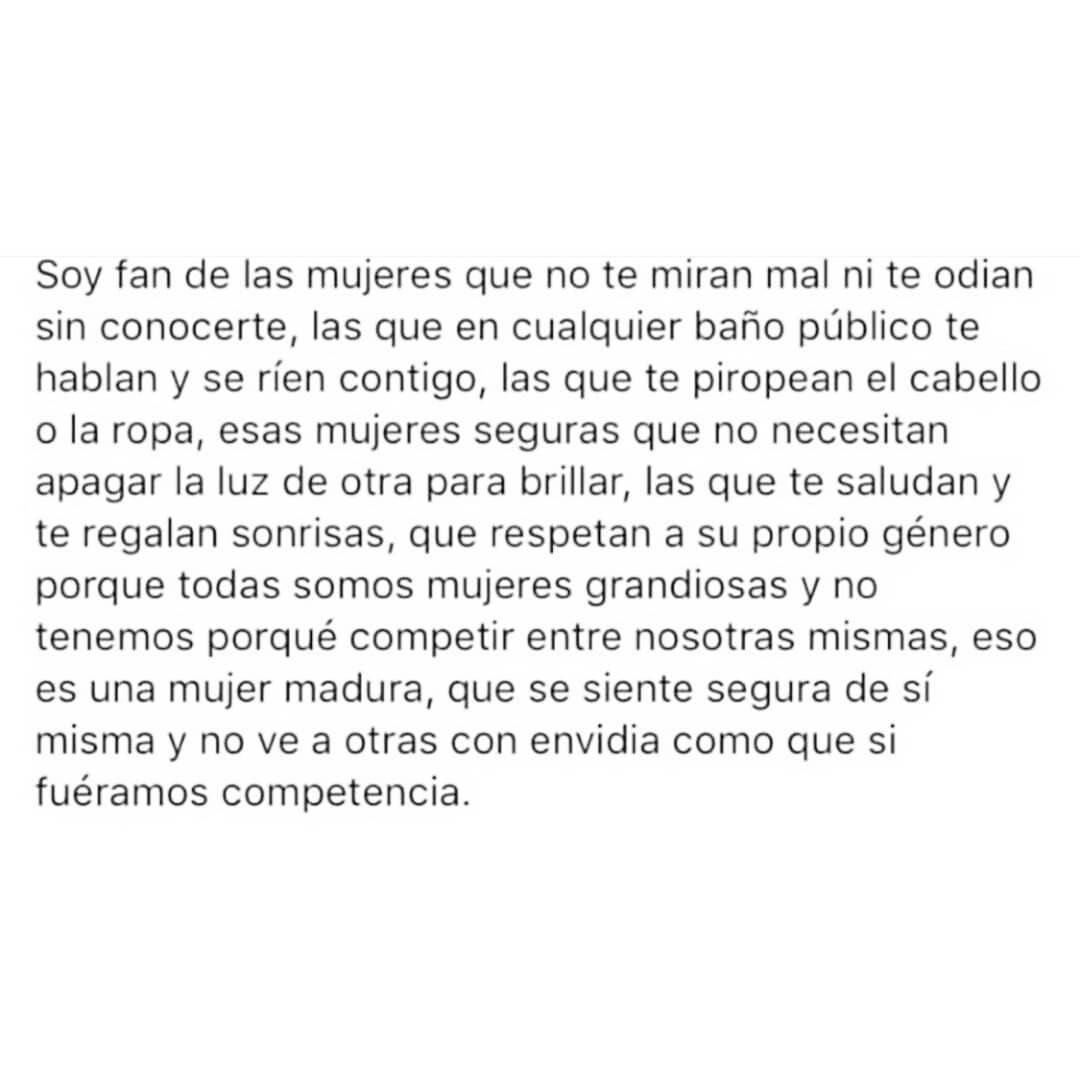 Soy fan de las mujeres que no te miran mal ni te odian
sin conocerte, las que en cualquier baño público te
hablan y se ríen contigo, las que te piropean el cabello
o la ropa, esas mujeres seguras que no necesitan
apagar la luz de otra para brillar, las que te saludan y
te regalan sonrisas, que respetan a su propio género
porque todas somos mujeres grandiosas y no
tenemos porqué competir entre nosotras mismas, eso
es una mujer madura, que se siente segura de sí
misma y no ve a otras con envidia como que si
fuéramos competencia.